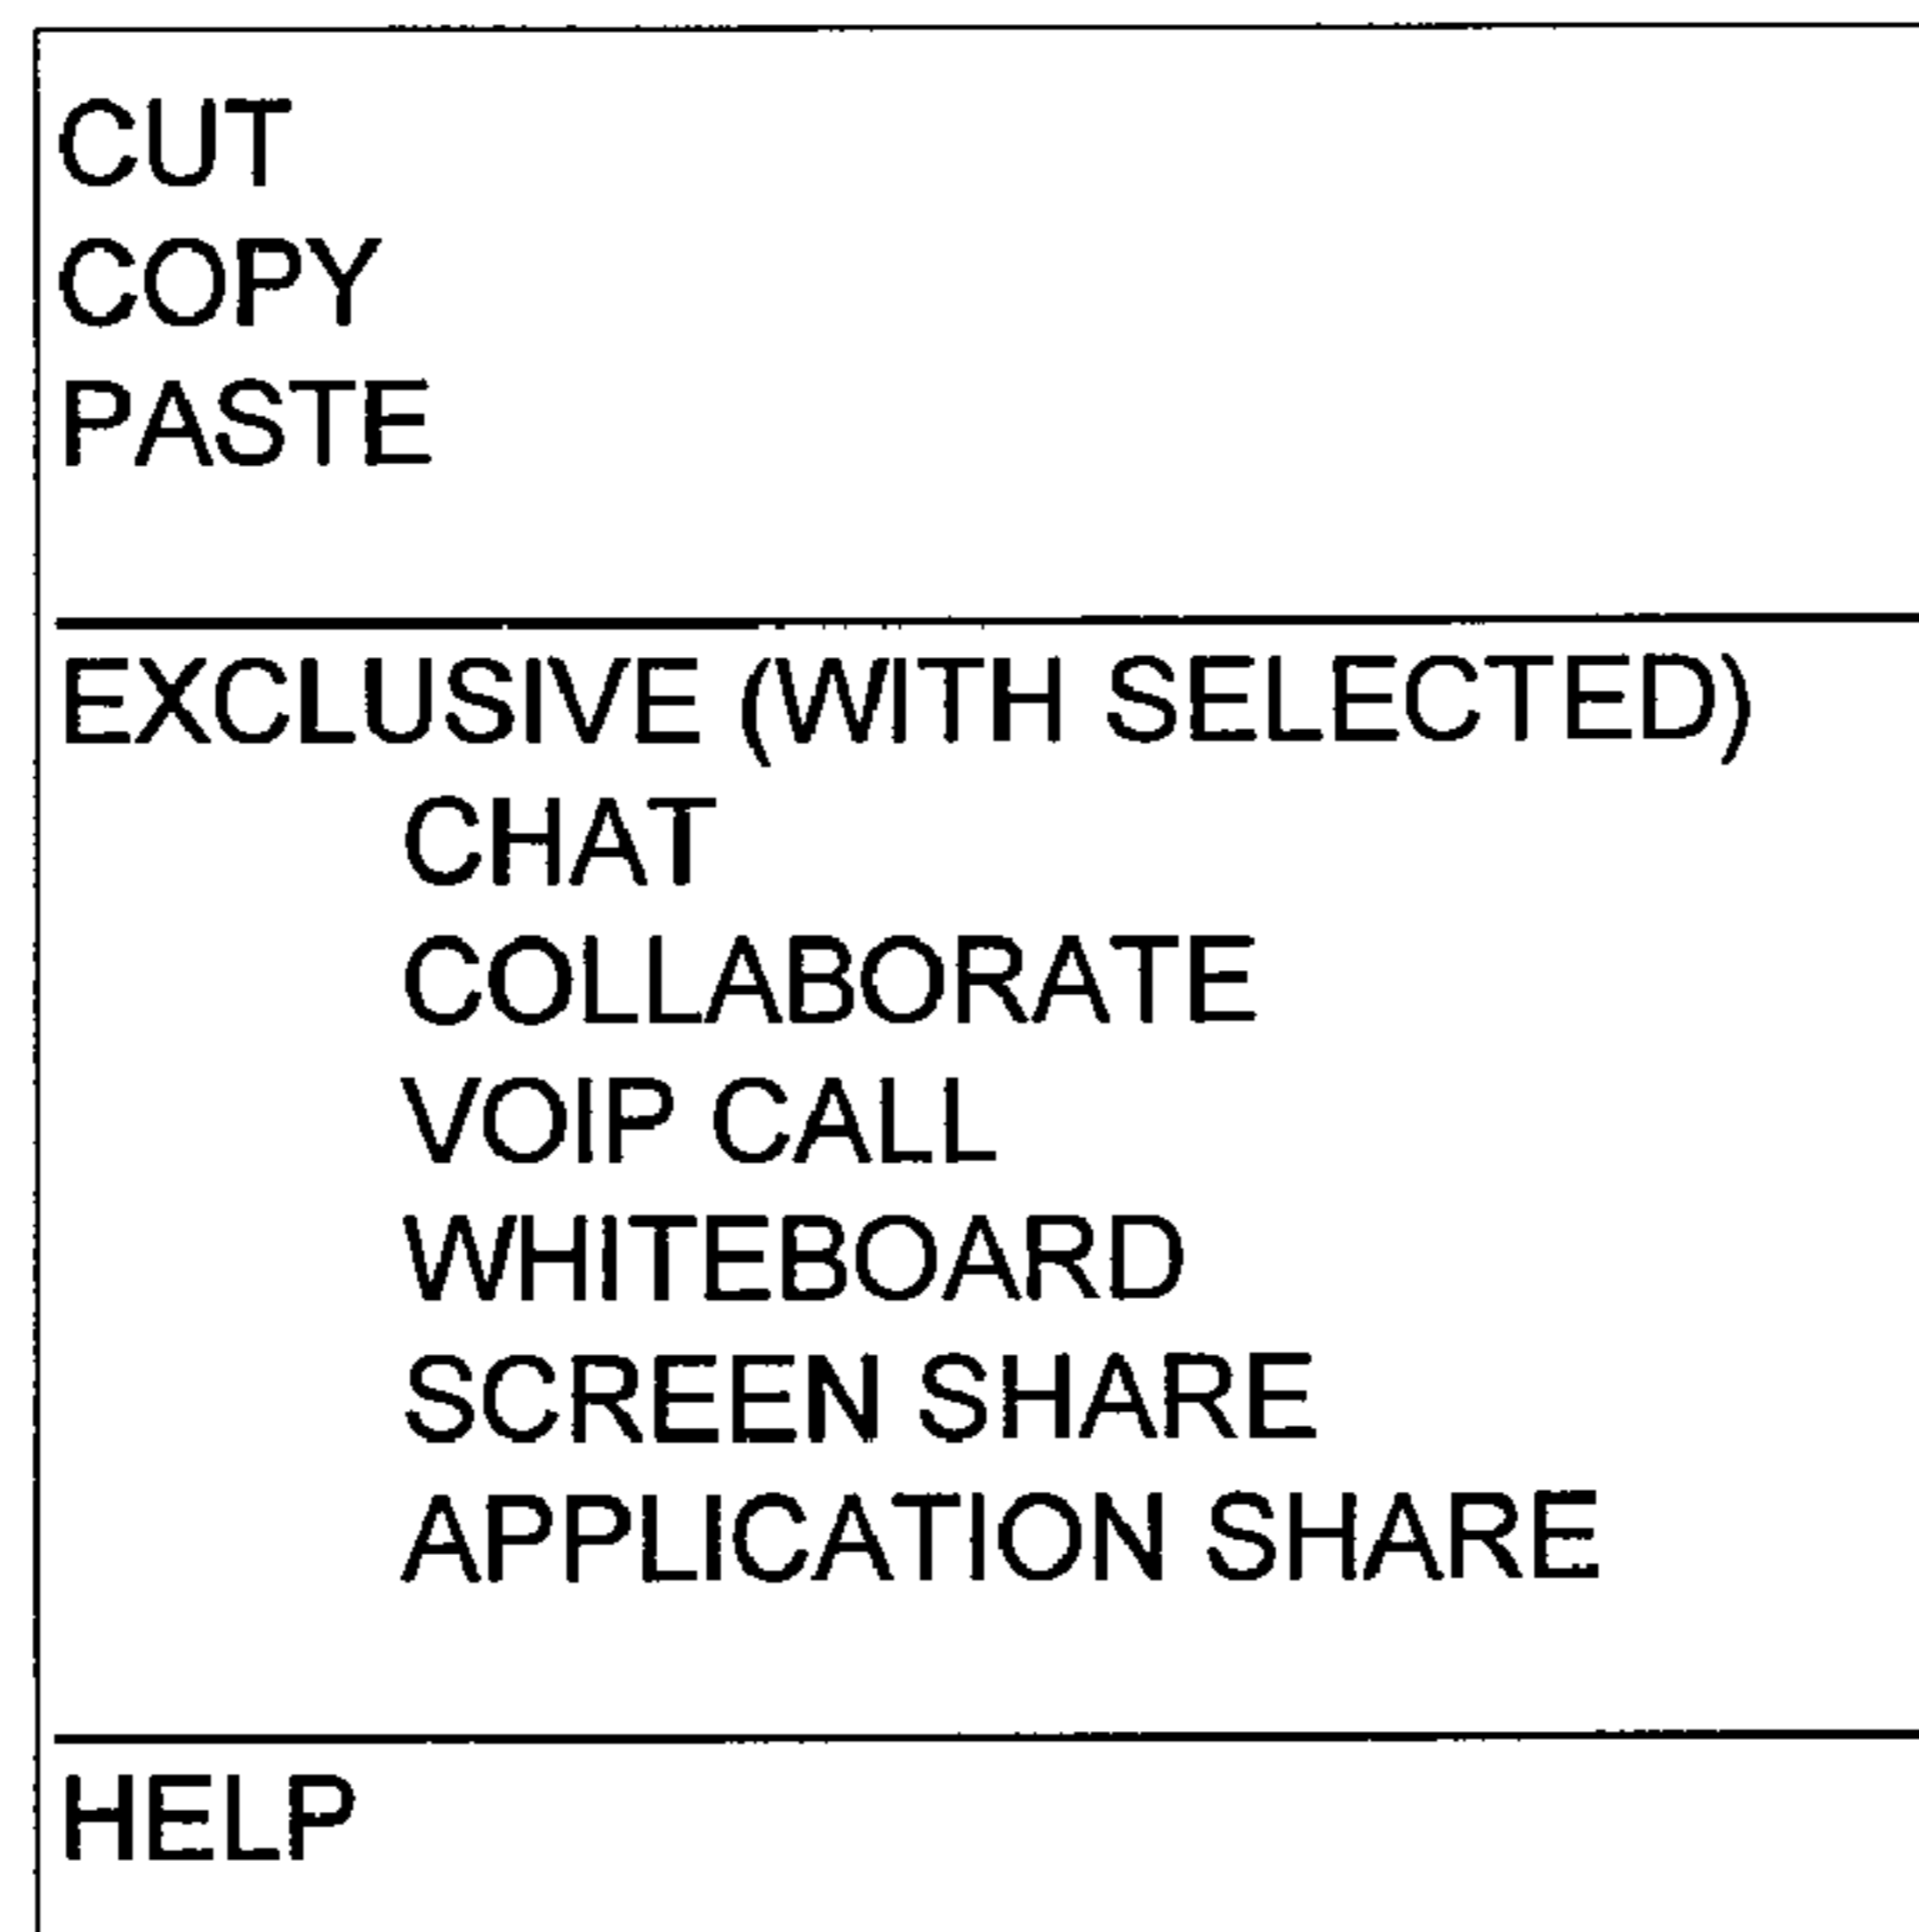 CUT
COPY
PASTE
EXCLUSIVE (WITH SELECTED)
CHAT
COLLABORATE
VOIP CALL
WHITEBOARD
SCREEN SHARE
APPLICATION SHARE
HELP